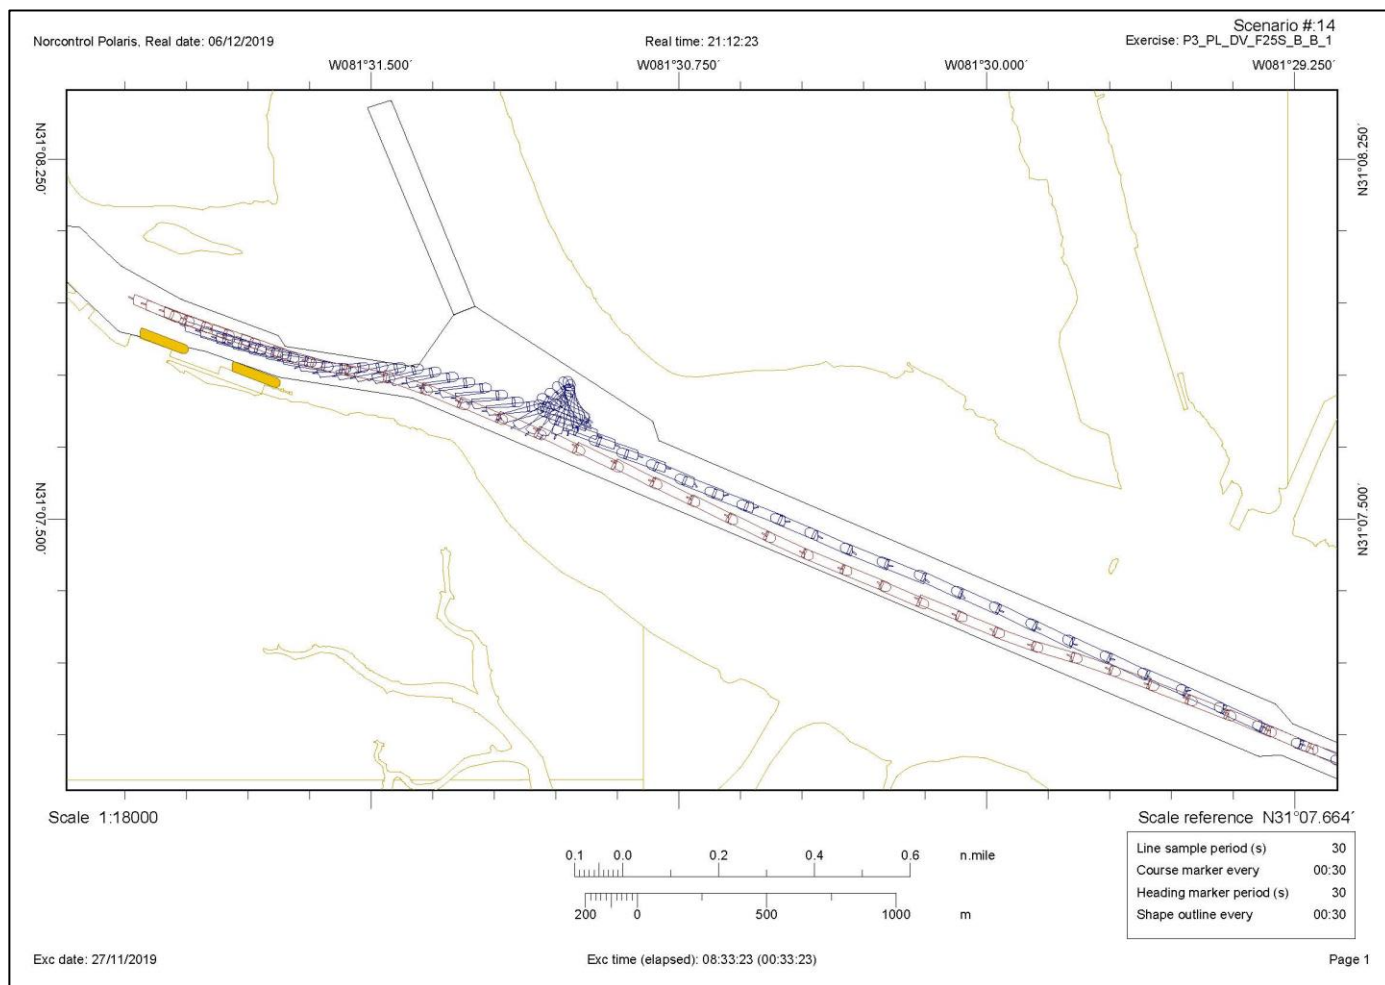 Scenario #:14
Norcontrol Polaris, Real date: 06/12/2019 Real time: 21:12:23 Exercise: P3_PL_DV_F25S_B_B_1
W081°31.500´ W081°30.750´ W081°30.000´ W081°29.250´
N31°08.250´ N31°08.250´
N31°07.500´ N31°07.500´
Scale 1:18000 Scale reference N31°07.664´
0.1 0.0 0.2 0.4 0.6 n.mile
200 0 500 1000 m
Line sample period (s) 30
Course marker every 00:30
Heading marker period (s) 30
Shape outline every 00:30
Exc date: 27/11/2019 Exc time (elapsed): 08:33:23 (00:33:23) Page 1